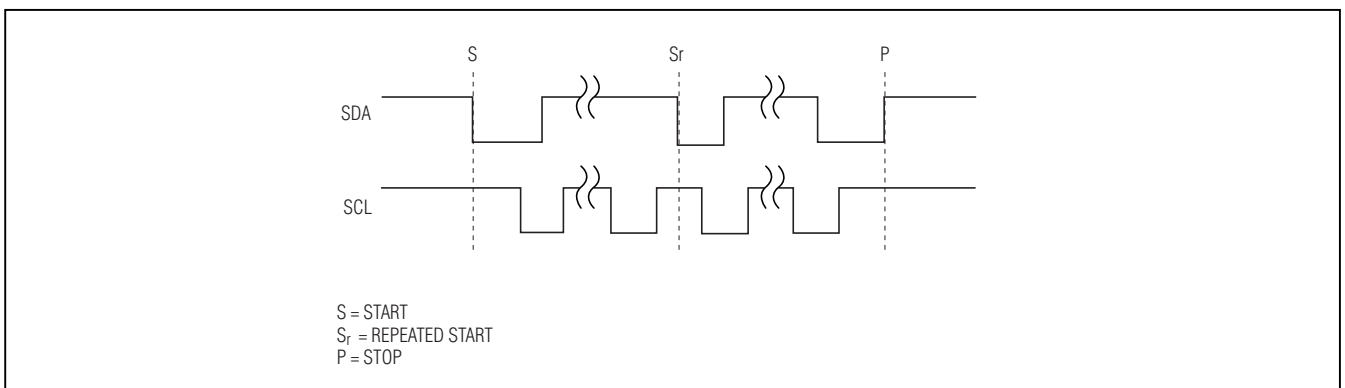 S Sr P
SDA
SCL
S = START
Sr = REPEATED START
P = STOP